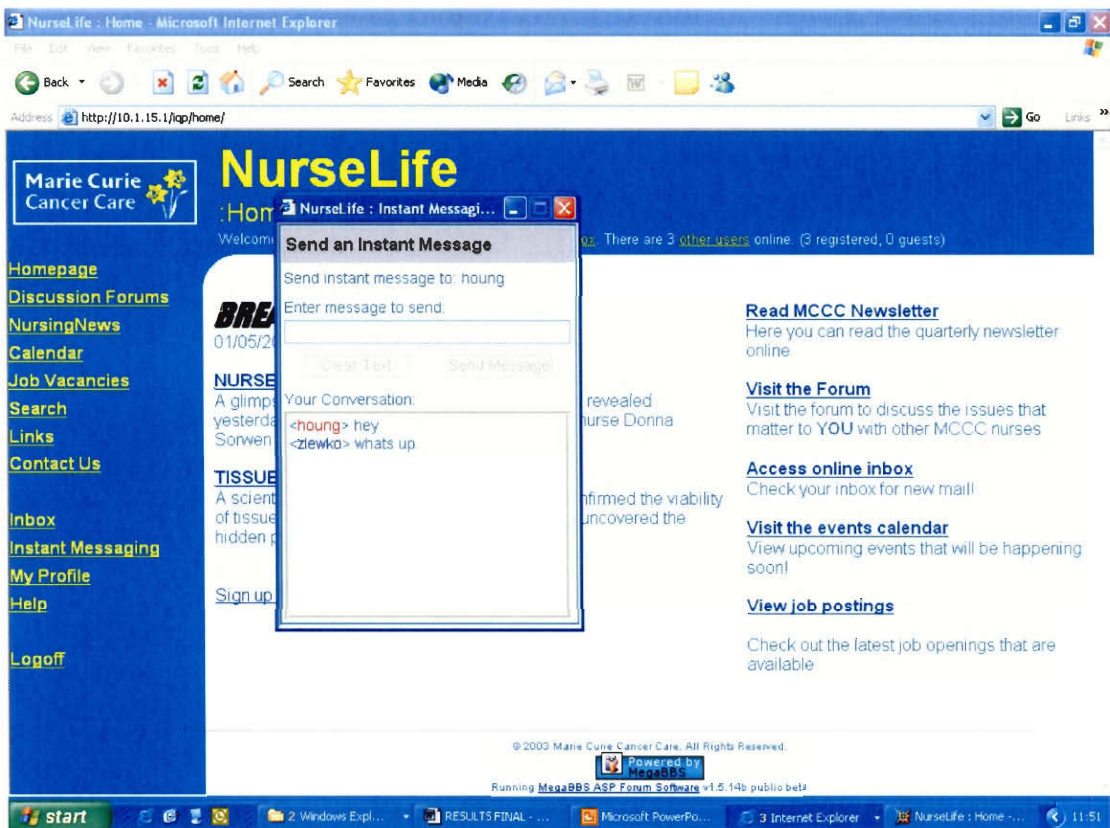 NurseLife : Home - Microsoft Internet Explorer
File Edit View Favorites Tools Help
Back Search Favorites Media
Address http://10.1.15.1/iqp/home/ Go Links »
Marie Curie
Cancer Care
NurseLife
:Hom
Welcom There are 3 other users online. (3 registered, 0 guests)
Homepage
Discussion Forums
NursingNews
Calendar
Job Vacancies
Search
Links
Contact Us
Inbox
Instant Messaging
My Profile
Help
Logoff
NurseLife : Instant Messagi...
Send an Instant Message
Send instant message to: houng
Enter message to send:
Clear Text Send Message!
Your Conversation:
<houng> hey
<zlewko> whats up
BREA
01/05/20
NURSE
A glimps revealed
yesterda nurse Donna
Sorwen
TISSUE
A scient nfirmed the viability
of tissue uncovered the
hidden p
Sign up
Read MCCC Newsletter
Here you can read the quarterly newsletter
online
Visit the Forum
Visit the forum to discuss the issues that
matter to YOU with other MCCC nurses
Access online inbox
Check your inbox for new mail!
Visit the events calendar
View upcoming events that will be happening
soon!
View job postings
Check out the latest job openings that are
available
© 2003 Marie Curie Cancer Care. All Rights Reserved.
Powered by
MegaBBS
Running MegaBBS ASP Forum Software v1.5.14b public beta
start 2 Windows Expl... RESULTS FINAL - ... Microsoft PowerPo... 3 Internet Explorer NurseLife : Home -... 11:51